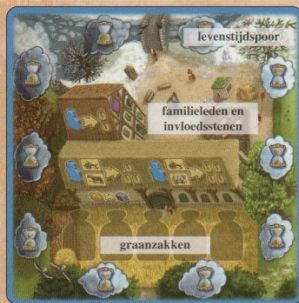 levenstijdspoor
familieleden en
invloedsstenen
graanzakken